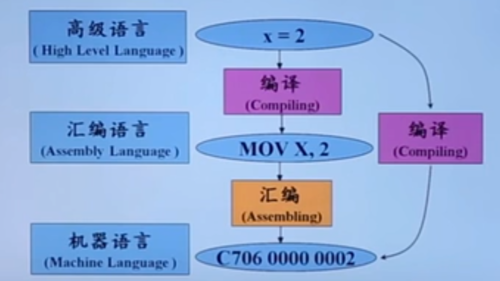 高级语言
( High Level Language )
x = 2
编译
(Compiling)
汇编语言
(Assembly Language )
MOV X, 2
编译
(Compiling)
汇编
(Assembling)
机器语言
(Machine Language )
C706 0000 0002